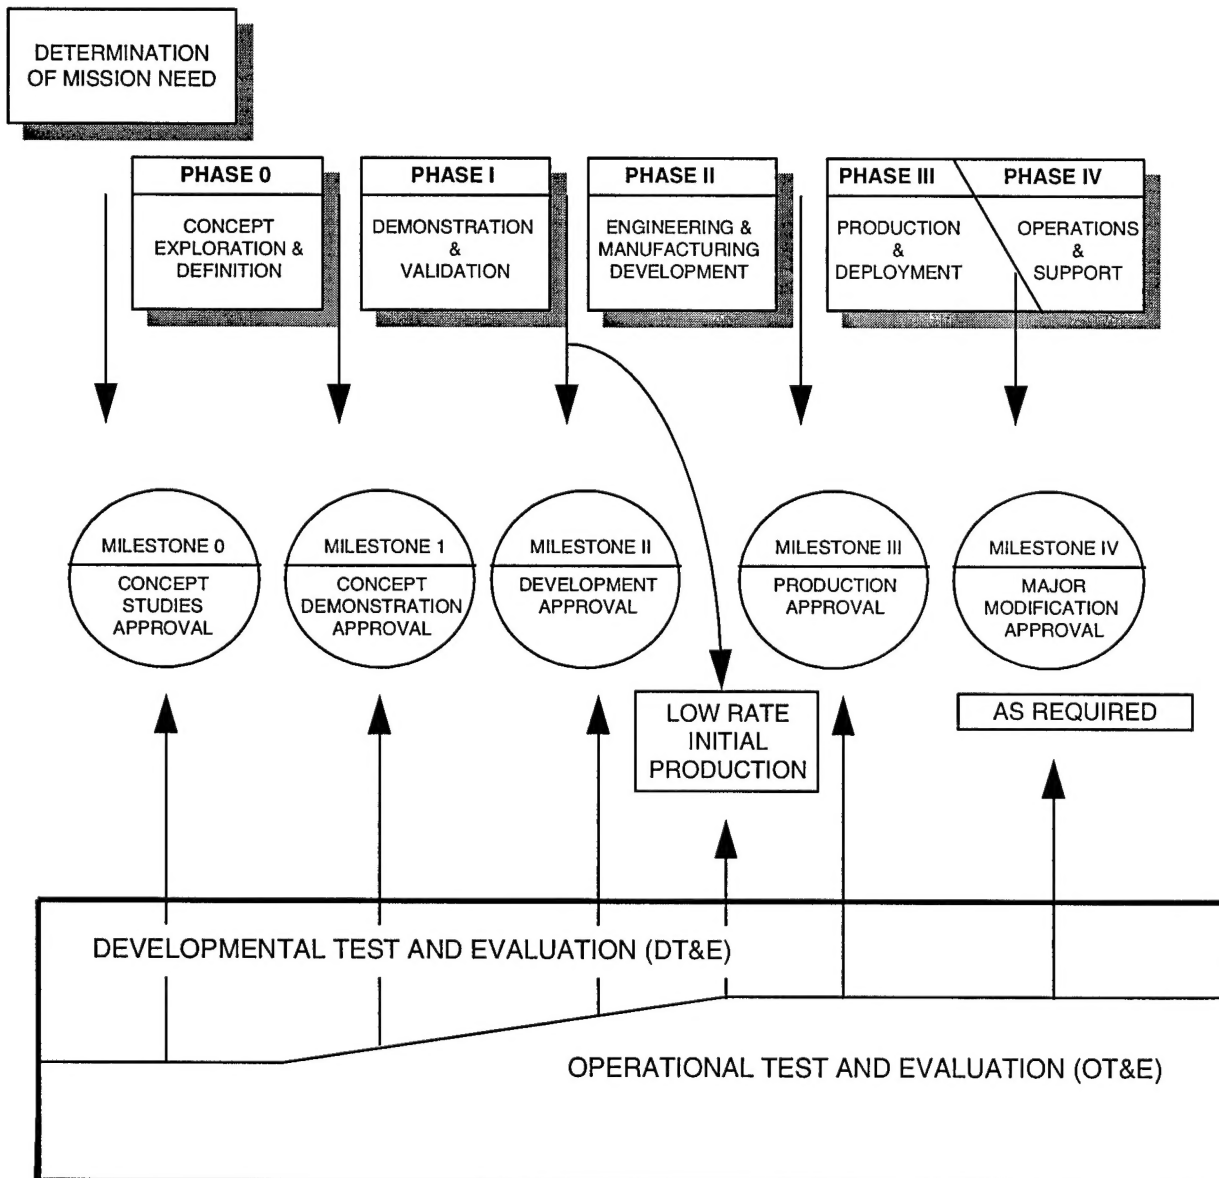 DETERMINATION
OF MISSION NEED
PHASE 0
CONCEPT
EXPLORATION &
DEFINITION
PHASE I
DEMONSTRATION
&
VALIDATION
PHASE II
ENGINEERING &
MANUFACTURING
DEVELOPMENT
PHASE III
PRODUCTION
&
DEPLOYMENT
PHASE IV
OPERATIONS
&
SUPPORT
MILESTONE 0
CONCEPT
STUDIES
APPROVAL
MILESTONE 1
CONCEPT
DEMONSTRATION
APPROVAL
MILESTONE II
DEVELOPMENT
APPROVAL
MILESTONE III
PRODUCTION
APPROVAL
MILESTONE IV
MAJOR
MODIFICATION
APPROVAL
LOW RATE
INITIAL
PRODUCTION
AS REQUIRED
DEVELOPMENTAL TEST AND EVALUATION (DT&E)
OPERATIONAL TEST AND EVALUATION (OT&E)